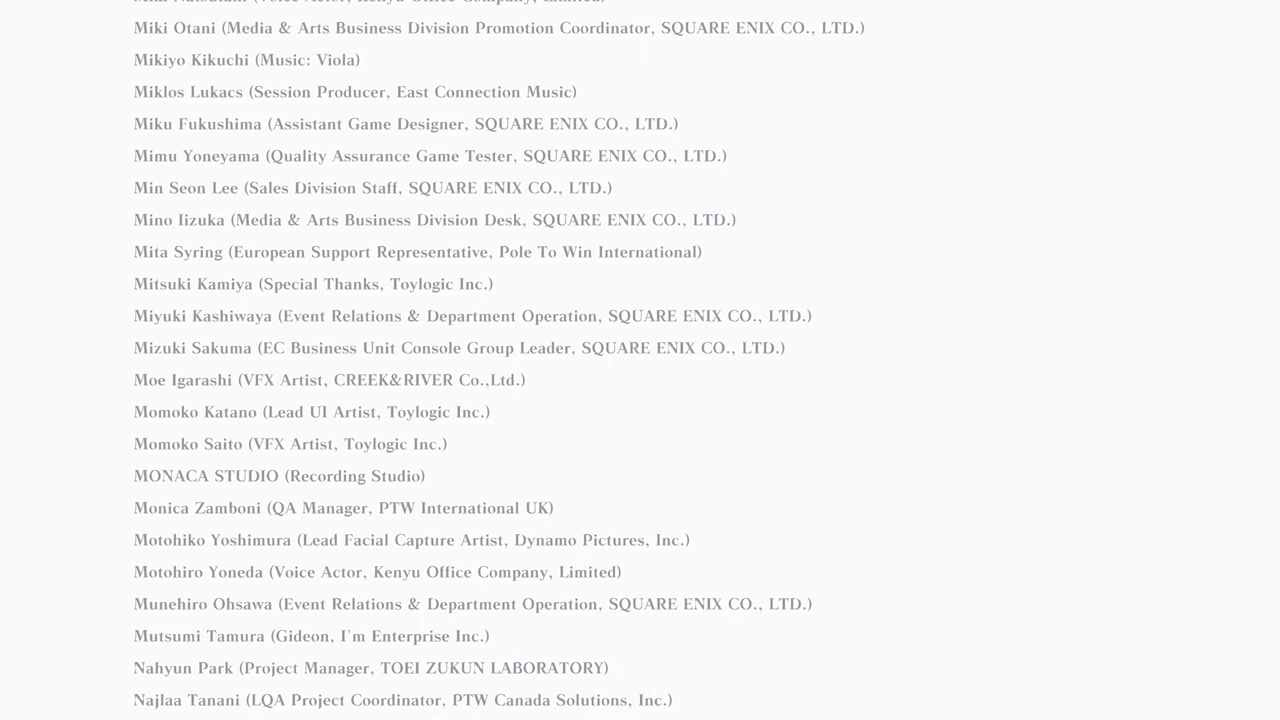 Miki Otani (Media & Arts Business Division Promotion Coordinator, SQUARE ENIX CO., LTD.)
Mikiyo Kikuchi (Music: Viola)
Miklos Lukacs (Session Producer, East Connection Music)
Miku Fukushima (Assistant Game Designer, SQUARE ENIX CO., LTD.)
Mimu Yoneyama (Quality Assurance Game Tester, SQUARE ENIX CO., LTD.)
Min Seon Lee (Sales Division Staff, SQUARE ENIX CO., LTD.)
Mino Iizuka (Media & Arts Business Division Desk, SQUARE ENIX CO., LTD.)
Mita Syring (European Support Representative, Pole To Win International)
Mitsuki Kamiya (Special Thanks, Toylogic Inc.)
Miyuki Kashiwaya (Event Relations & Department Operation, SQUARE ENIX CO., LTD.)
Mizuki Sakuma (EC Business Unit Console Group Leader, SQUARE ENIX CO., LTD.)
Moe Igarashi (VFX Artist, CREEK&RIVER Co.,Ltd.)
Momoko Katano (Lead UI Artist, Toylogic Inc.)
Momoko Saito (VFX Artist, Toylogic Inc.)
MONACA STUDIO (Recording Studio)
Monica Zamboni (QA Manager, PTW International UK)
Motohiko Yoshimura (Lead Facial Capture Artist, Dynamo Pictures, Inc.)
Motohiro Yoneda (Voice Actor, Kenyu Office Company, Limited)
Munehiro Ohsawa (Event Relations & Department Operation, SQUARE ENIX CO., LTD.)
Mutsumi Tamura (Gideon, I'm Enterprise Inc.)
Nahyun Park (Project Manager, TOEI ZUKUN LABORATORY)
Najlaa Tanani (LQA Project Coordinator, PTW Canada Solutions, Inc.)